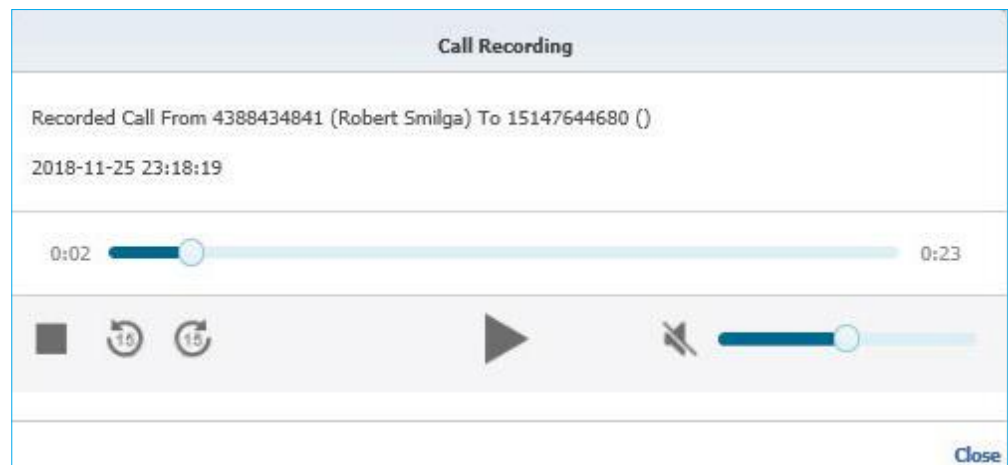 Call Recording
Recorded Call From 4388434841 (Robert Smilga) To 15147644680 ()
2018-11-25 23:18:19
0:02 0:23
15 15
Close